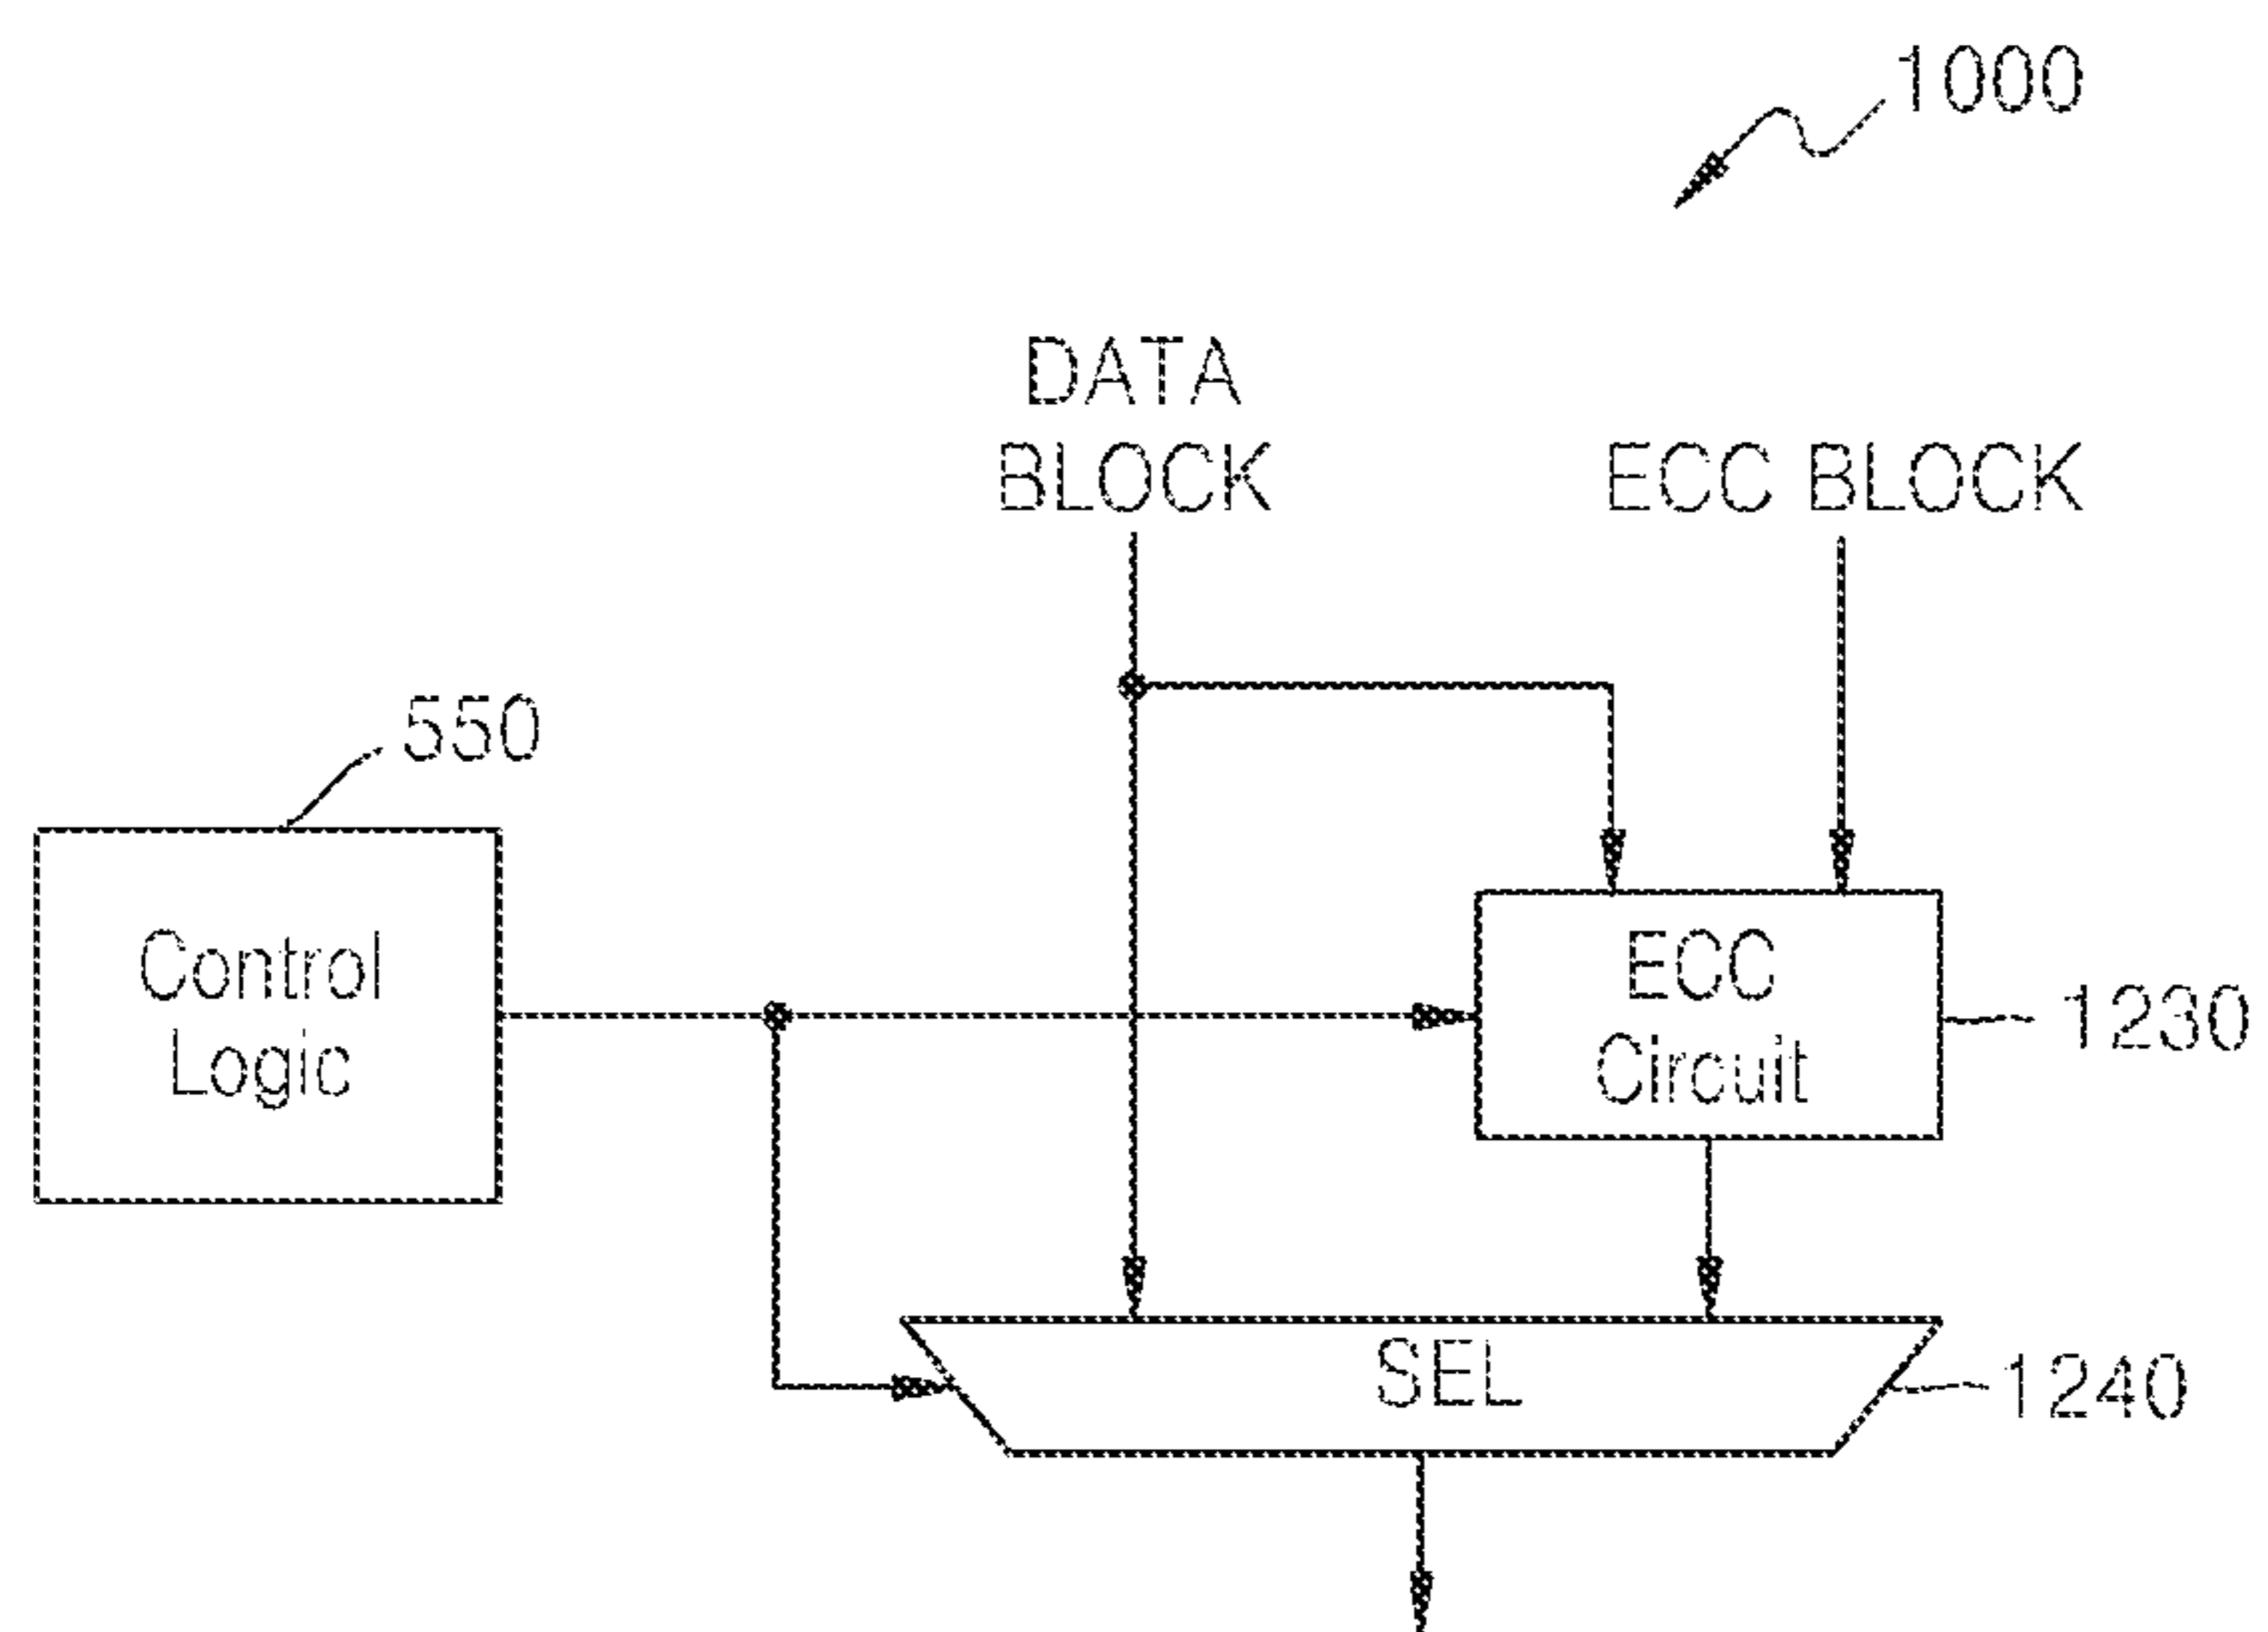 1000
DATA
BLOCK
ECC BLOCK
550
Control
Logic
ECC
Circuit
1230
SEL
1240